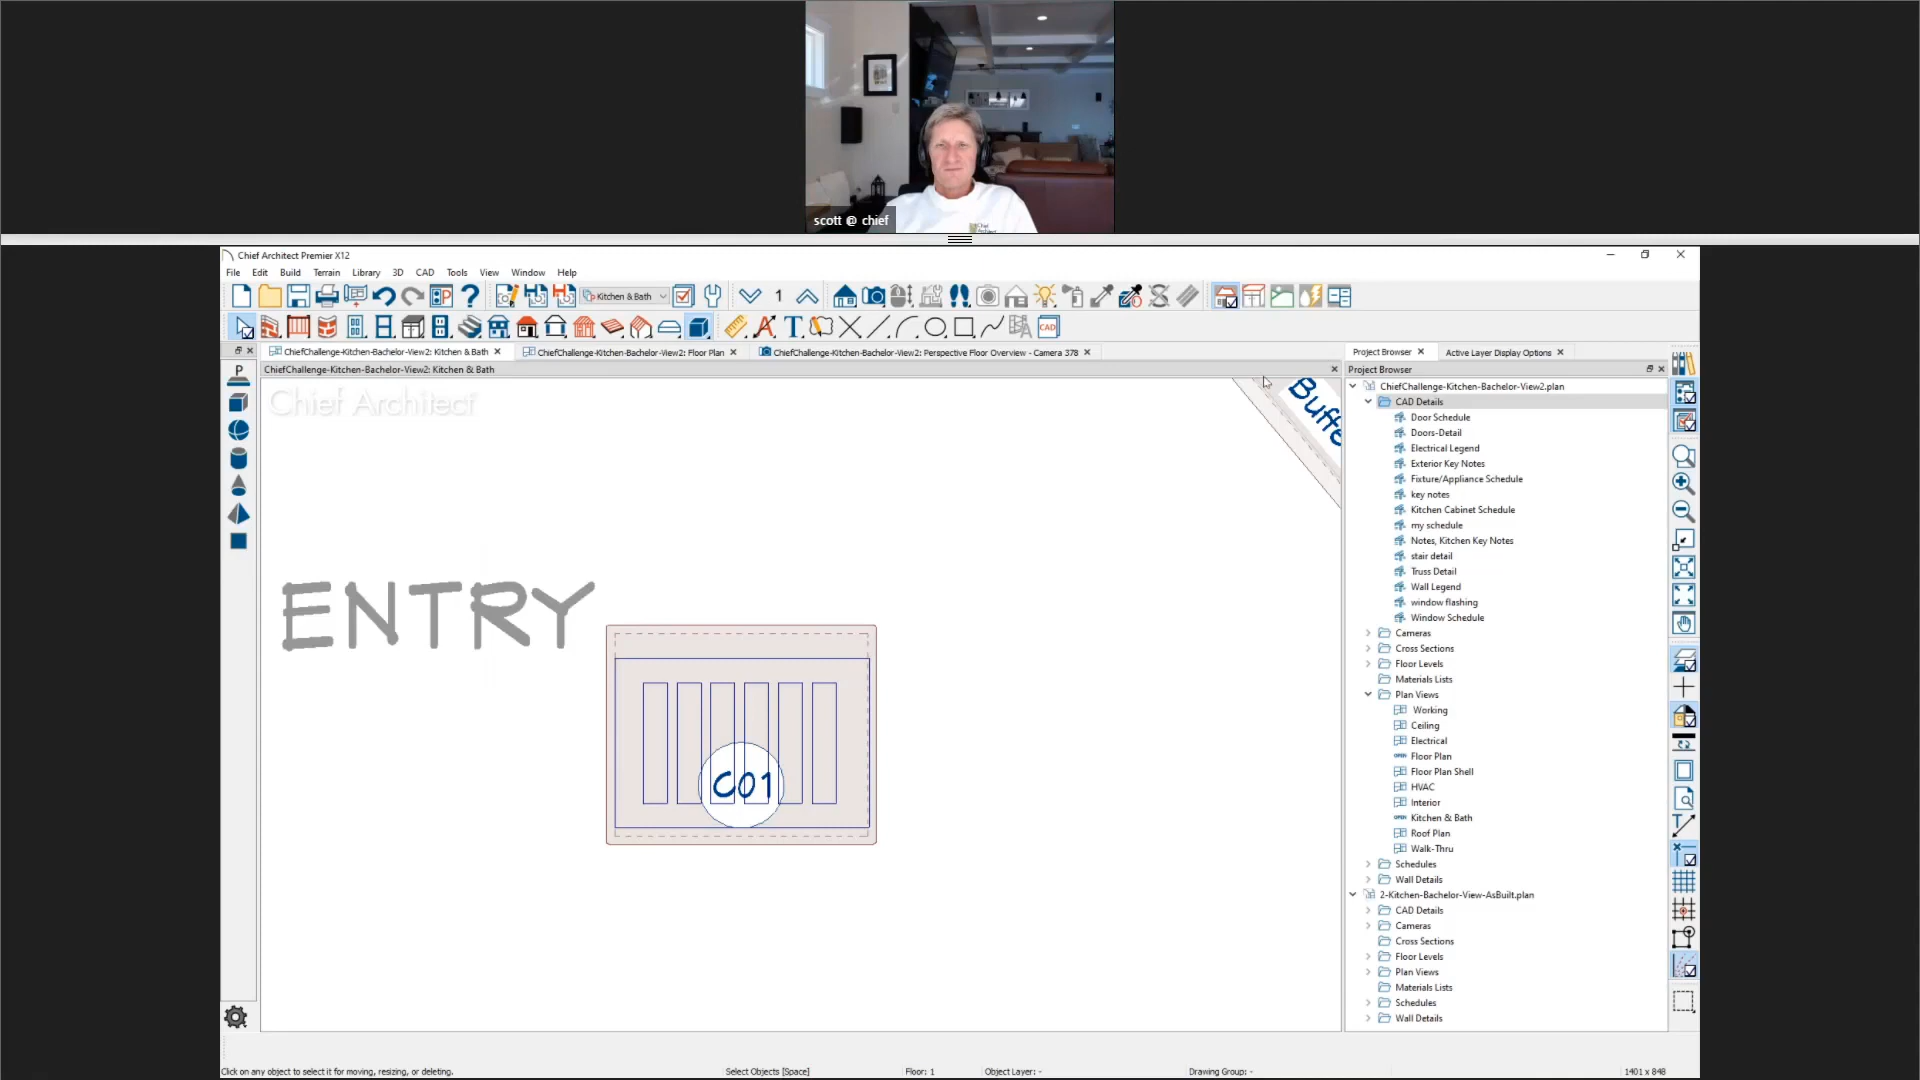 scott @ chief
Chief Architect Premier X12
File Edit Build Terrain Library 3D CAD Tools View Window Help
Kitchen & Bath
1
CAD
ChiefChallenge-Kitchen-Bachelor-View2: Kitchen & Bath
ChiefChallenge-Kitchen-Bachelor-View2: Floor Plan
ChiefChallenge-Kitchen-Bachelor-View2: Perspective Floor Overview - Camera 378
Project Browser
Active Layer Display Options
ChiefChallenge-Kitchen-Bachelor-View2: Kitchen & Bath
Project Browser
P
Chief Architect
Buffe
ENTRY
C01
ChiefChallenge-Kitchen-Bachelor-View2.plan
CAD Details
Door Schedule
Doors-Detail
Electrical Legend
Exterior Key Notes
Fixture/Appliance Schedule
key notes
Kitchen Cabinet Schedule
my schedule
Notes, Kitchen Key Notes
stair detail
Truss Detail
Wall Legend
window flashing
Window Schedule
Cameras
Cross Sections
Floor Levels
Materials Lists
Plan Views
Working
Ceiling
Electrical
OPEN Floor Plan
Floor Plan Shell
HVAC
Interior
OPEN Kitchen & Bath
Roof Plan
Walk-Thru
Schedules
Wall Details
2-Kitchen-Bachelor-View-AsBuilt.plan
CAD Details
Cameras
Cross Sections
Floor Levels
Plan Views
Materials Lists
Schedules
Wall Details
Click on any object to select it for moving, resizing, or deleting.
Select Objects [Space]
Floor: 1
Object Layer: -
Drawing Group: -
1401 x 848